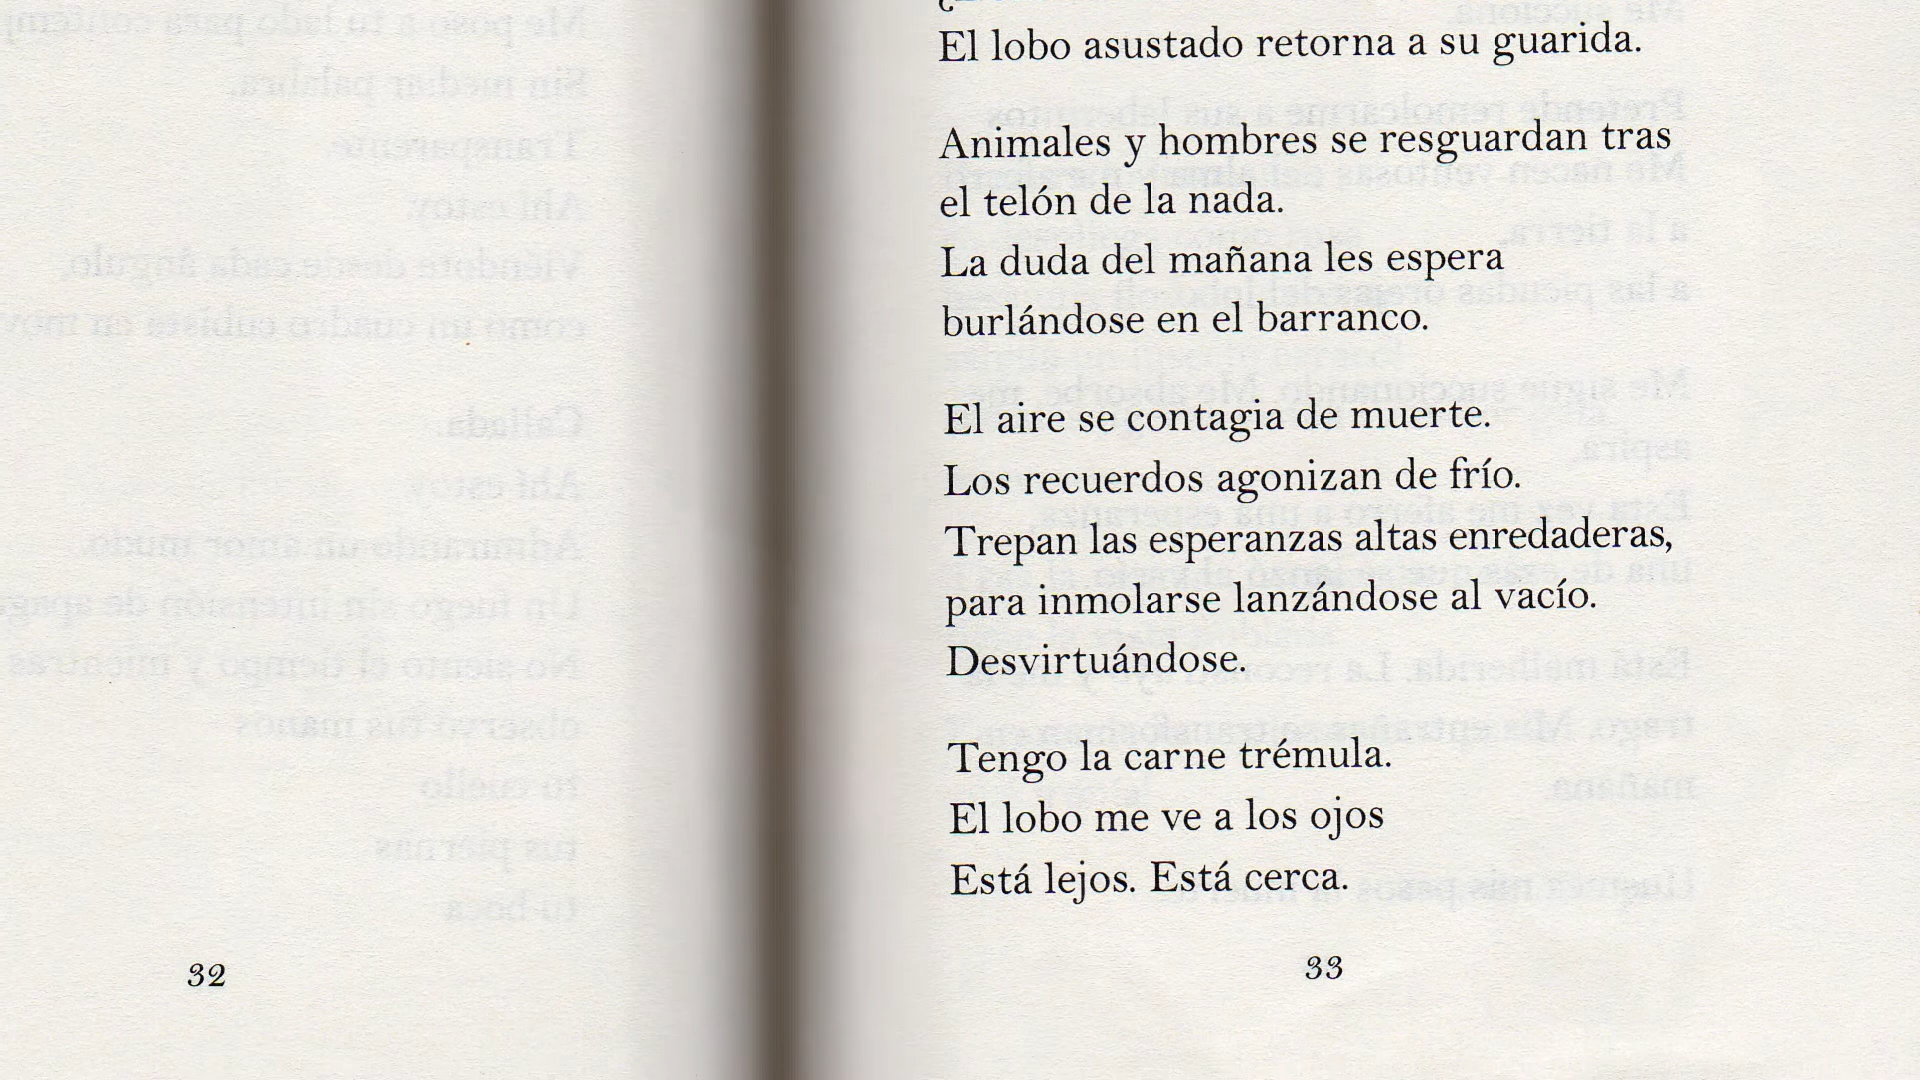 32
El lobo asustado retorna a su guarida.
Animales y hombres se resguardan tras
el telón de la nada.
La duda del mañana les espera
burlándose en el barranco.
El aire se contagia de muerte.
Los recuerdos agonizan de frío.
Trepan las esperanzas altas enredaderas,
para inmolarse lanzándose al vacío.
Desvirtuándose.
Tengo la carne trémula.
El lobo me ve a los ojos
Está lejos. Está cerca.
33